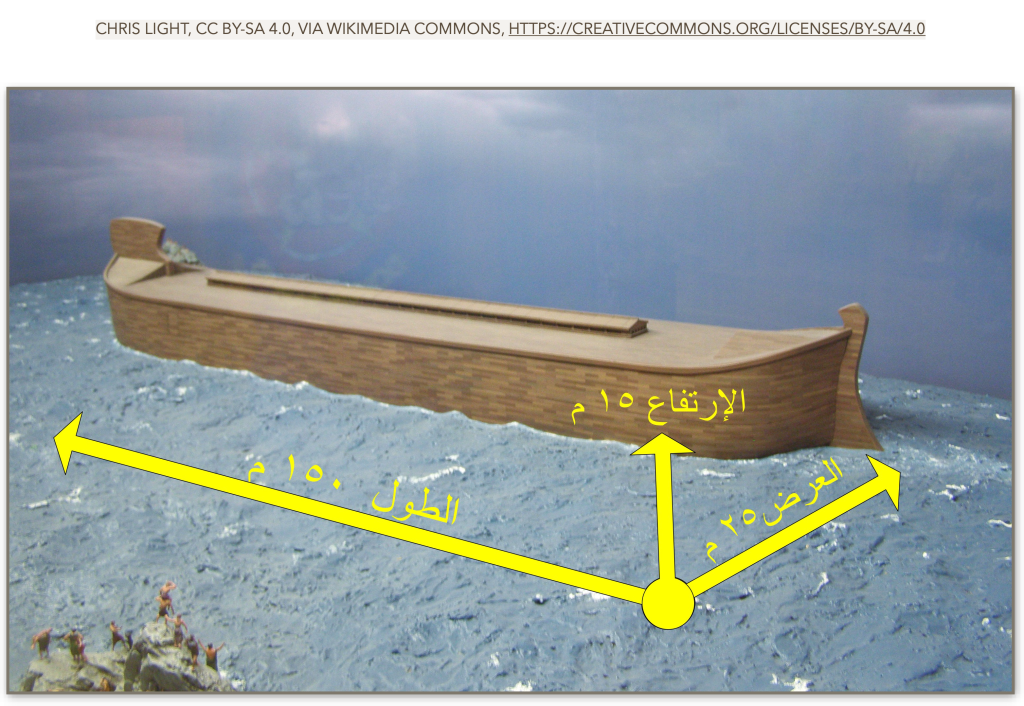 CHRIS LIGHT, CC BY-SA 4.0, VIA WIKIMEDIA COMMONS, HTTPS://CREATIVECOMMONS.ORG/LICENSES/BY-SA/4.0
الإرتفاع ١٥ م
الطول ١٥٠ م
العرض ٢٥ م